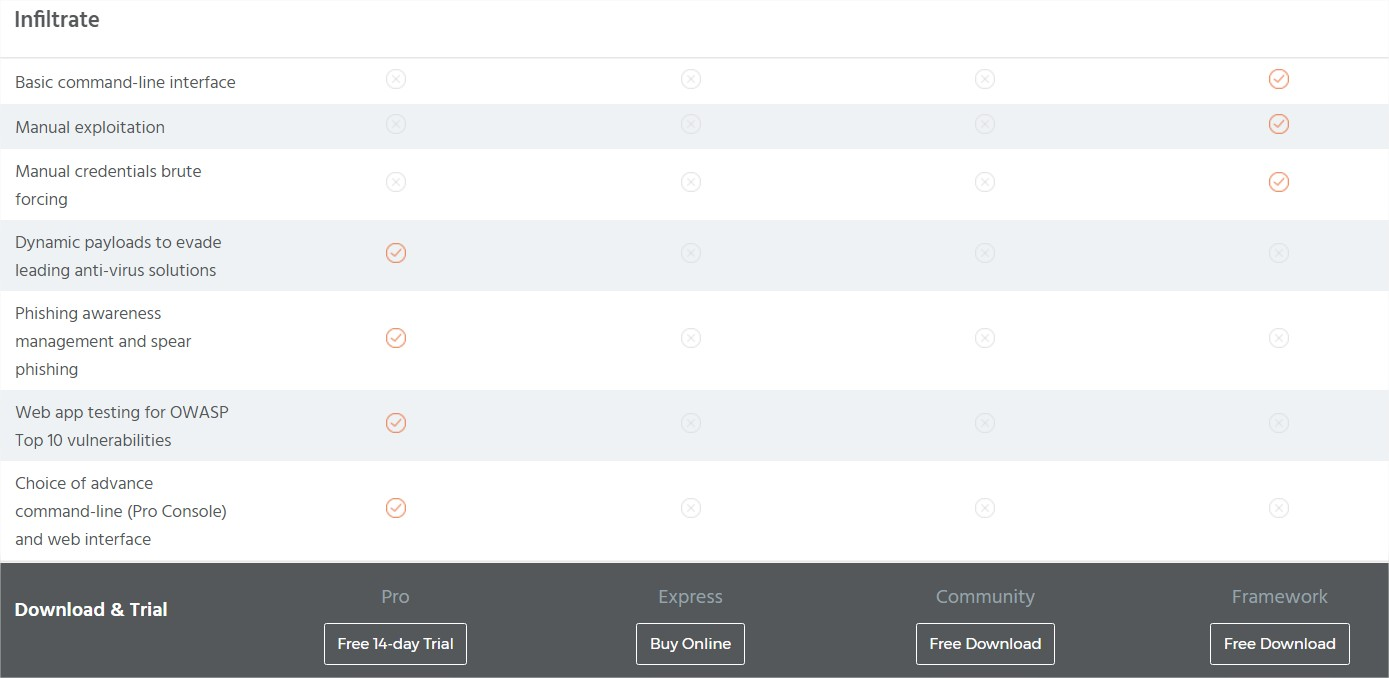 Infiltrate
Basic command-line interface
Manual exploitation
Manual credentials brute
forcing
Dynamic payloads to evade
leading anti-virus solutions
Phishing awareness
management and spear
phishing
Web app testing for OWASP
Top 10 vulnerabilities
Choice of advance
command-line (Pro Console)
and web interface
Download & Trial
Pro
Express
Community
Framework
Free 14-day Trial
Buy Online
Free Download
Free Download